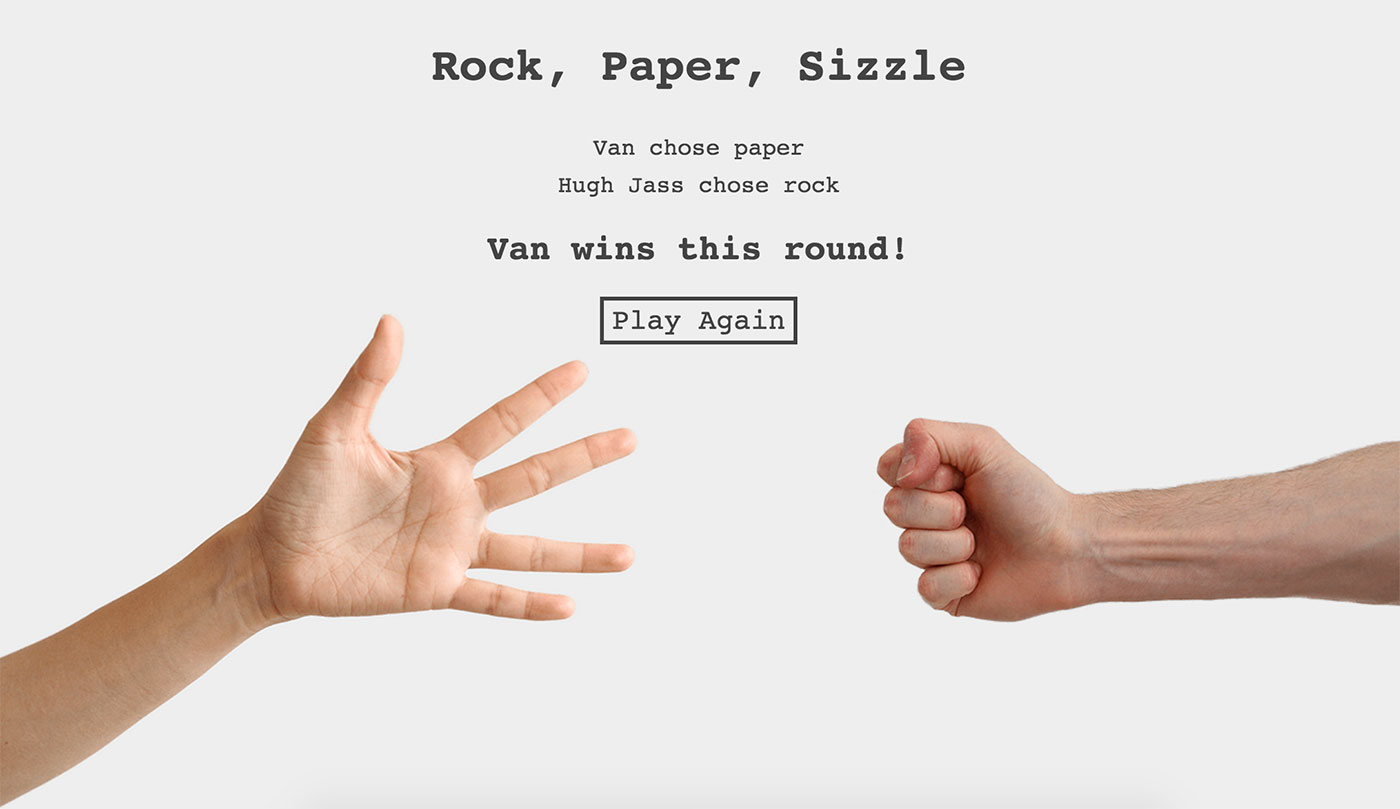 Rock, Paper, Sizzle
Van chose paper
Hugh Jass chose rock
Van wins this round!
Play Again